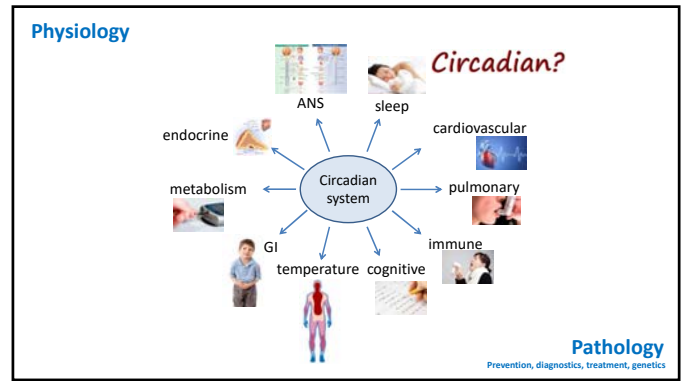 Physiology
Circadian?
ANS
sleep
endocrine
cardiovascular
metabolism
Circadian
system
pulmonary
GI
immune
temperature
cognitive
Pathology
Prevention, diagnostics, treatment, genetics